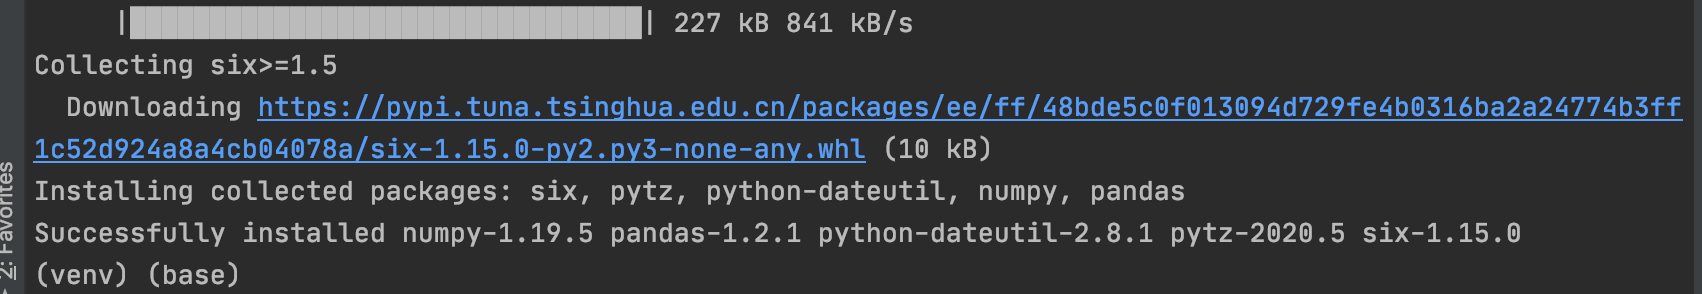 |████████████████████████████████| 227 kB 841 kB/s
Collecting six>=1.5
Downloading https://pypi.tuna.tsinghua.edu.cn/packages/ee/ff/48bde5c0f013094d729fe4b0316ba2a24774b3ff
1c52d924a8a4cb04078a/six-1.15.0-py2.py3-none-any.whl (10 kB)
Installing collected packages: six, pytz, python-dateutil, numpy, pandas
Successfully installed numpy-1.19.5 pandas-1.2.1 python-dateutil-2.8.1 pytz-2020.5 six-1.15.0
(venv) (base)
2: Favorites